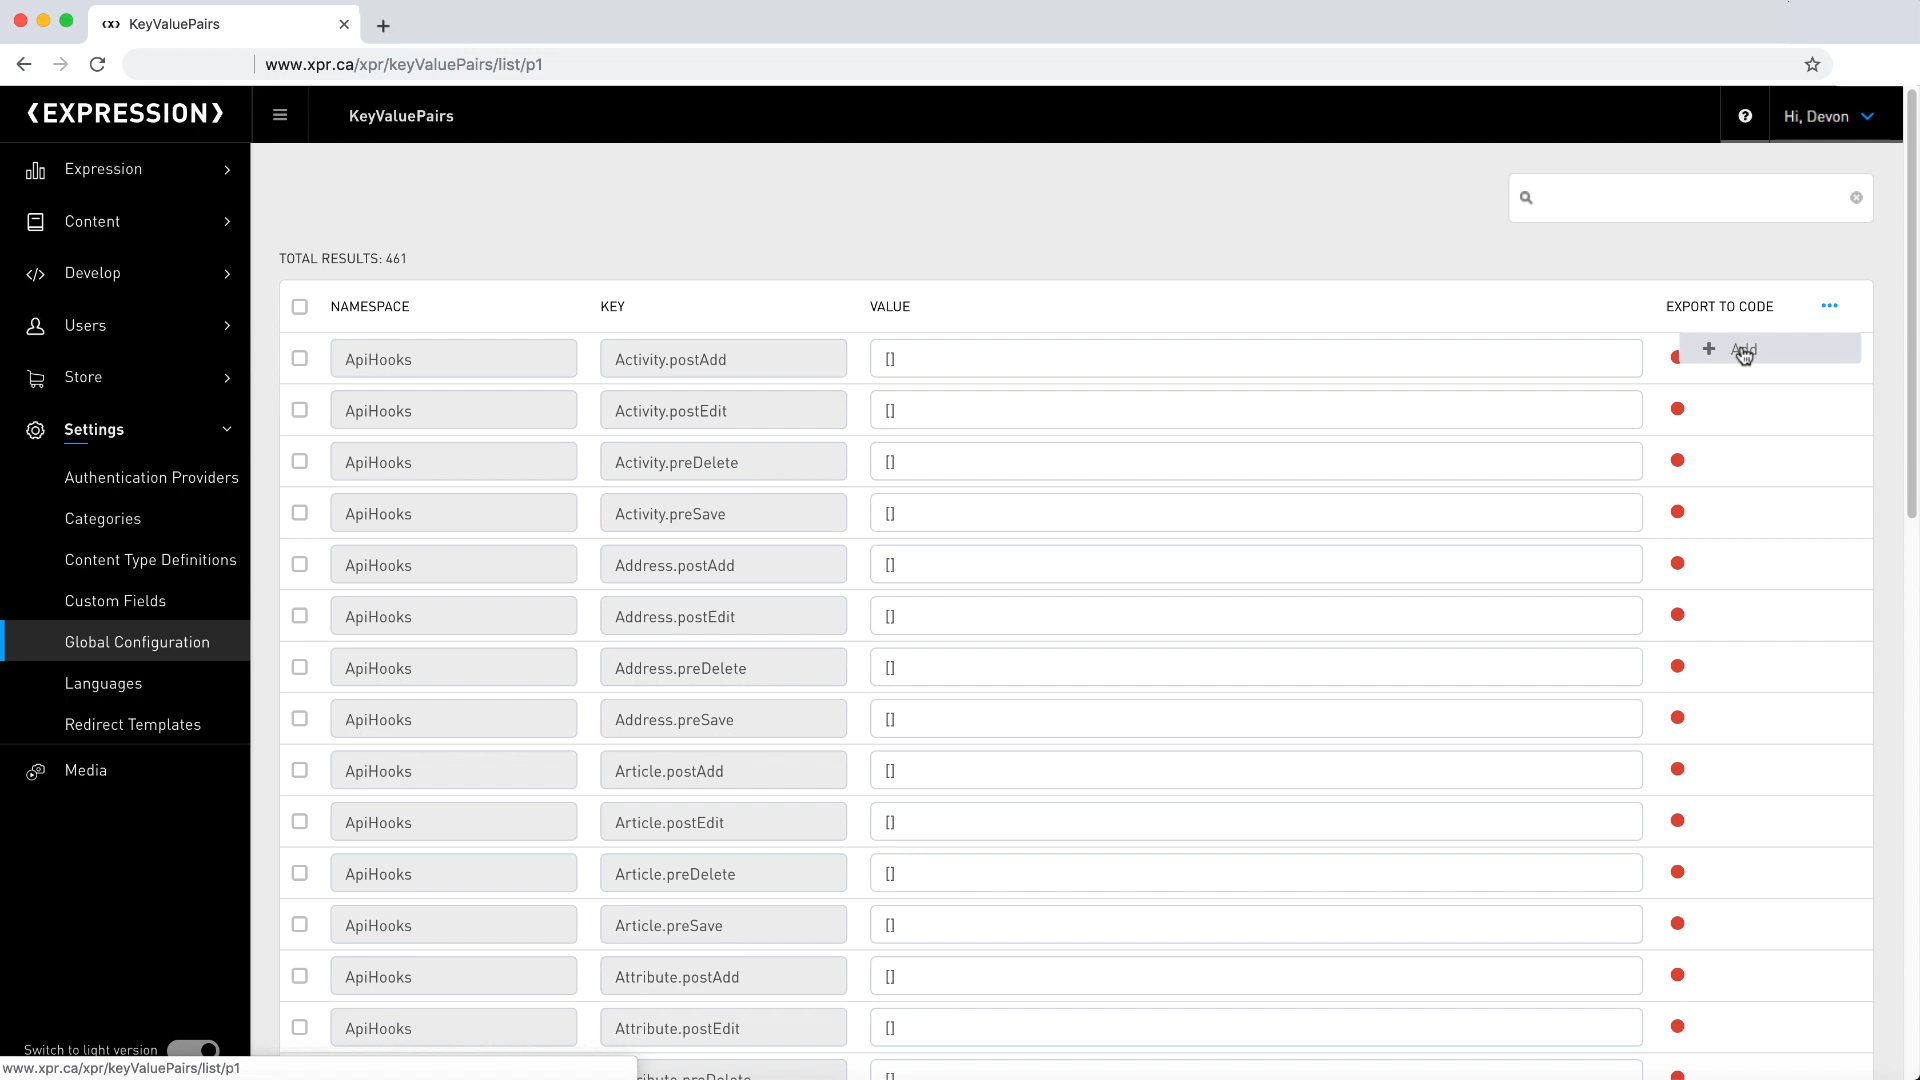 KeyValuePairs
www.xpr.ca/xpr/keyValuePairs/list/p1
‹EXPRESSION›
KeyValuePairs
Hi, Devon
Expression
Content
Develop
Users
Store
Settings
Authentication Providers
Categories
Content Type Definitions
Custom Fields
Global Configuration
Languages
Redirect Templates
Media
Switch to light version
www.xpr.ca/xpr/keyValuePairs/list/p1
TOTAL RESULTS: 461
NAMESPACE KEY VALUE EXPORT TO CODE
Add
ApiHooks Activity.postAdd []
ApiHooks Activity.postEdit []
ApiHooks Activity.preDelete []
ApiHooks Activity.preSave []
ApiHooks Address.postAdd []
ApiHooks Address.postEdit []
ApiHooks Address.preDelete []
ApiHooks Address.preSave []
ApiHooks Article.postAdd []
ApiHooks Article.postEdit []
ApiHooks Article.preDelete []
ApiHooks Article.preSave []
ApiHooks Attribute.postAdd []
ApiHooks Attribute.postEdit []